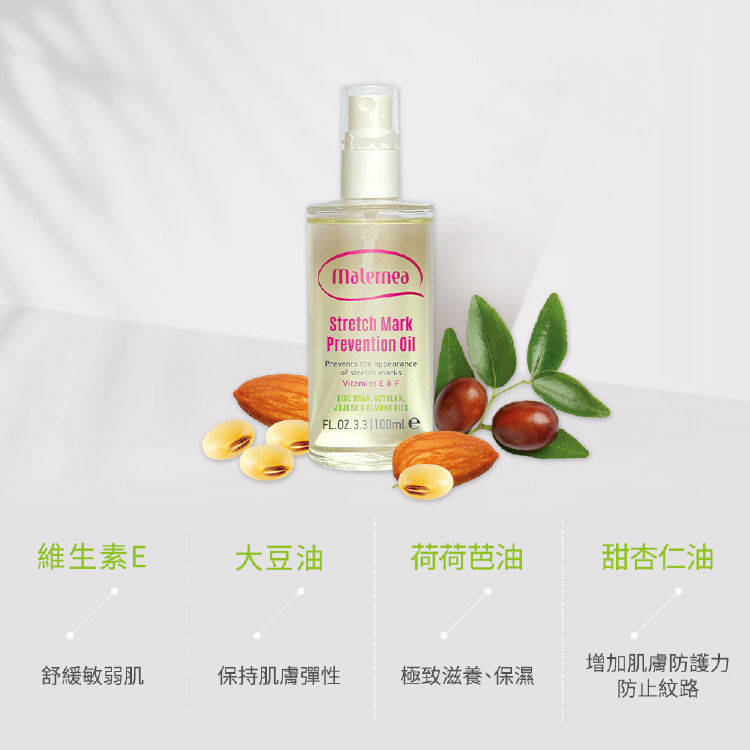 Maternea
Stretch Mark
Prevention Oil
Prevents the appearance
of stretch marks
Vitamins E & F
RICE BRAN, SOYBEAN,
JOJOBA & ALMOND OILS
FL.OZ.3.3|100ml e
維生素E
大豆油
荷荷芭油
甜杏仁油
舒緩敏弱肌
保持肌膚彈性
極致滋養、保濕
增加肌膚防護力
防止紋路